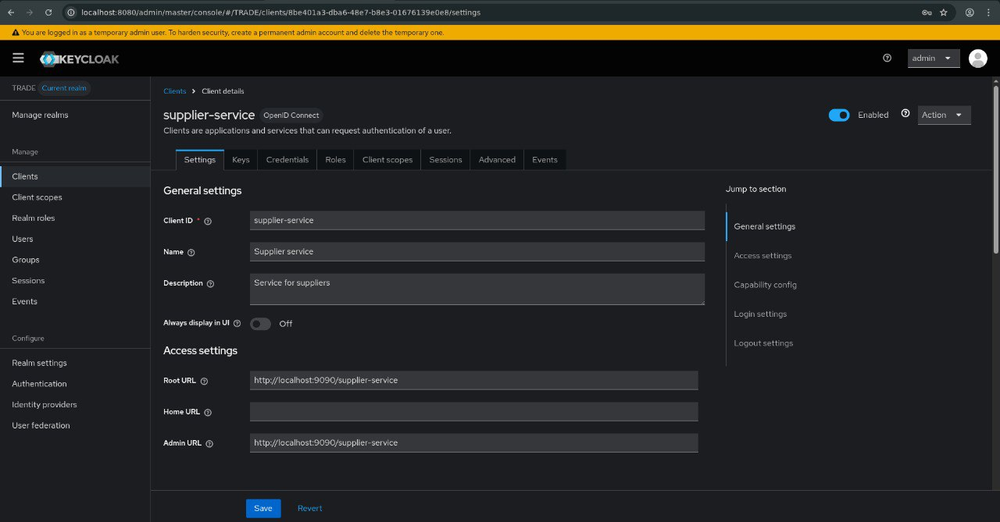 localhost:8080/admin/master/console/#/TRADE/clients/8be401a3-dba6-48e7-b8e3-01676139e0e8/settings
You are logged in as a temporary admin user. To harden security, create a permanent admin account and delete the temporary one.
KEYCLOAK
admin
TRADE Current realm
Manage realms
Manage
Clients
Client scopes
Realm roles
Users
Groups
Sessions
Events
Configure
Realm settings
Authentication
Identity providers
User federation
Clients > Client details
supplier-service OpenID Connect
Enabled Action
Clients are applications and services that can request authentication of a user.
Settings Keys Credentials Roles Client scopes Sessions Advanced Events
General settings
Client ID * supplier-service
Name Supplier service
Description Service for suppliers
Always display in UI Off
Access settings
Root URL http://localhost:9090/supplier-service
Home URL
Admin URL http://localhost:9090/supplier-service
Jump to section
General settings
Access settings
Capability config
Login settings
Logout settings
Save Revert